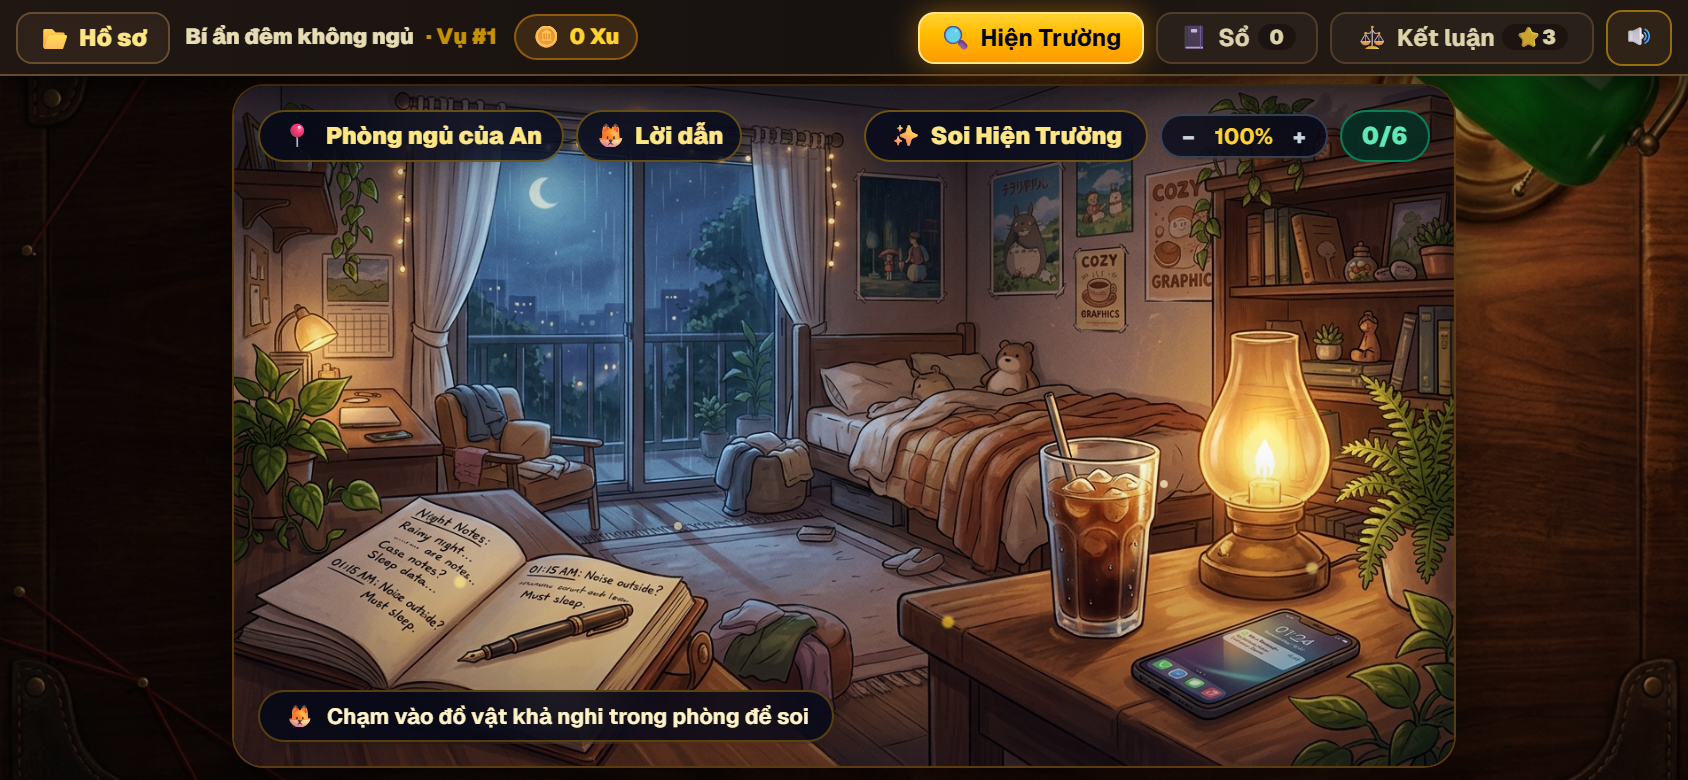 Hồ sơ
Bí ẩn đêm không ngủ · Vụ #1
0 Xu
Hiện Trường
Sổ 0
Kết luận 3
Phòng ngủ của An
Lời dẫn
Soi Hiện Trường
− 100% +
0/6
COZY
GRAPHIC
COZY
GRAPHICS
Night Notes:
Rainy night...
are notes..
Case notes?
Sleep data...
01:15 AM: Noise outside?
Must sleep.
01:15 AM: Noise outside?
Must sleep.
01:24
Chạm vào đồ vật khả nghi trong phòng để soi